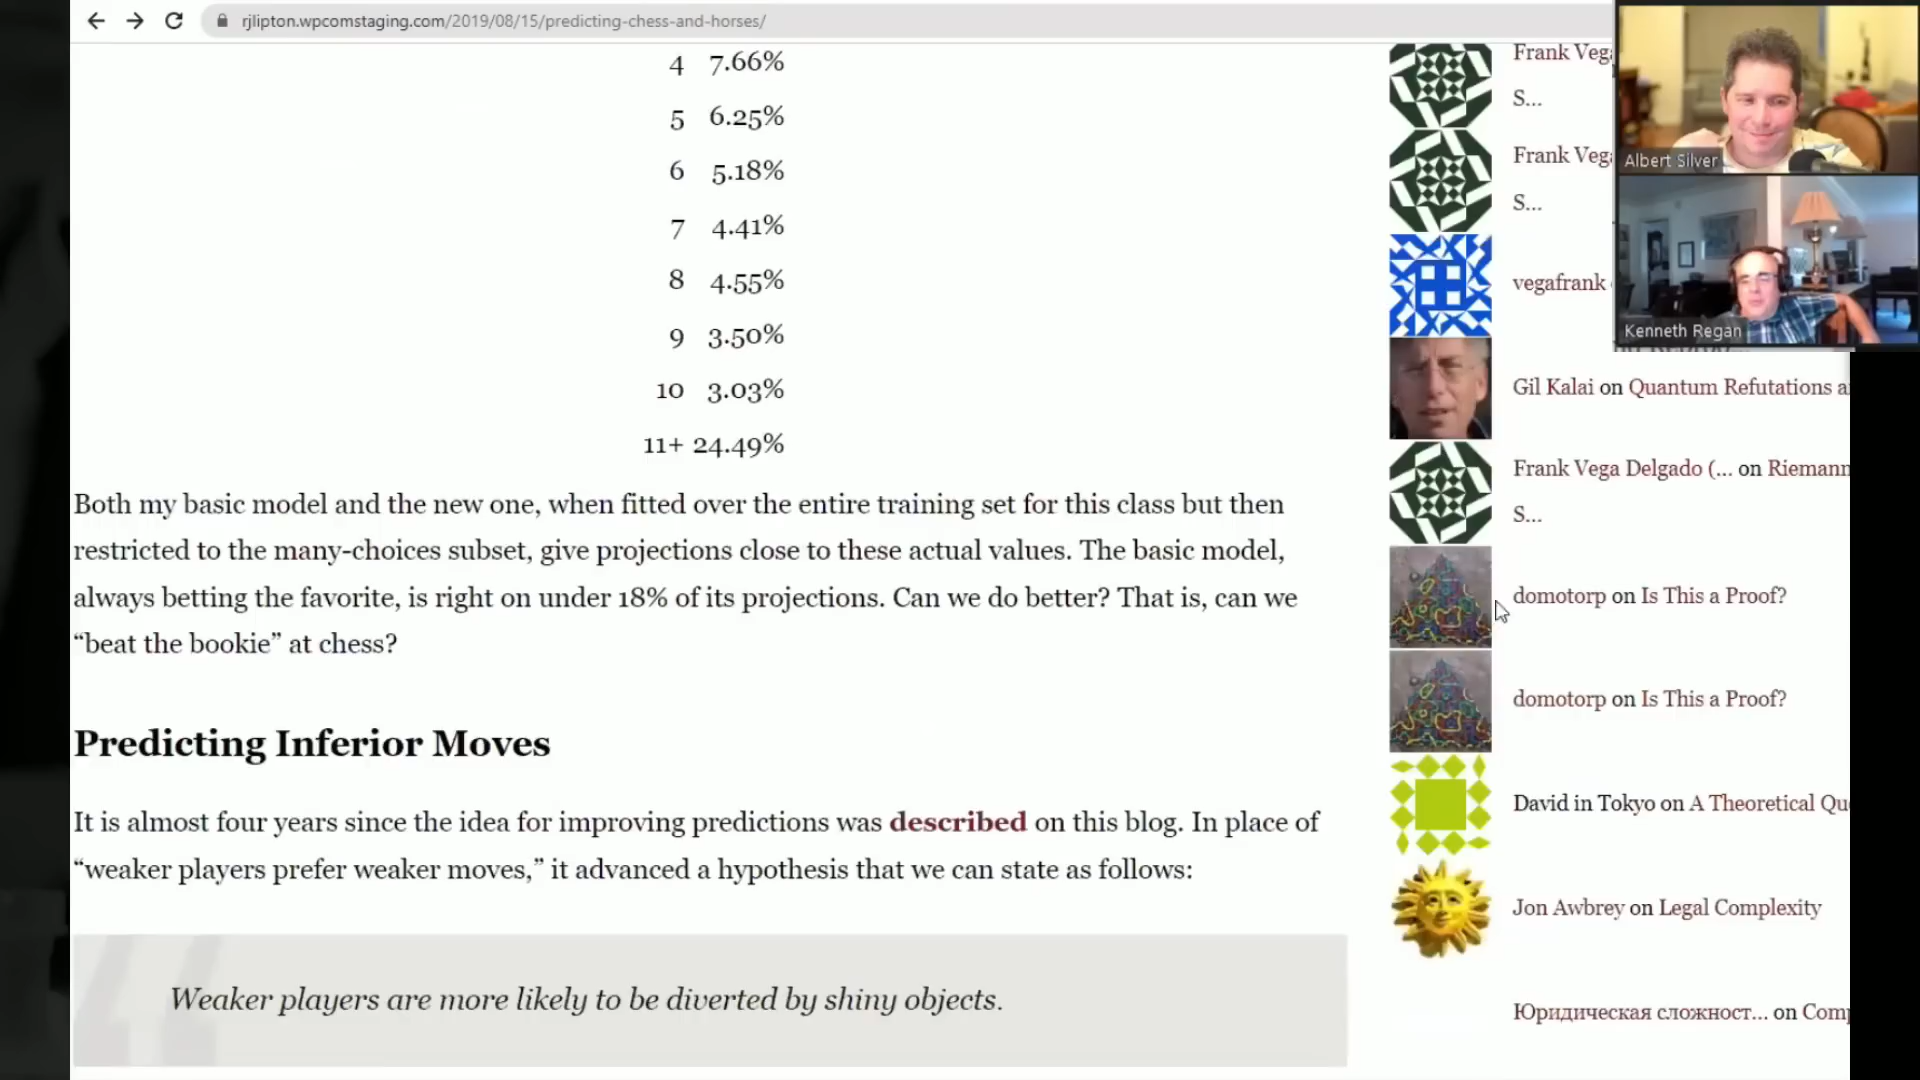 rjlipton.wpcomstaging.com/2019/08/15/predicting-chess-and-horses/
4 7.66%
5 6.25%
6 5.18%
7 4.41%
8 4.55%
9 3.50%
10 3.03%
11+ 24.49%
Both my basic model and the new one, when fitted over the entire training set for this class but then
restricted to the many-choices subset, give projections close to these actual values. The basic model,
always betting the favorite, is right on under 18% of its projections. Can we do better? That is, can we
“beat the bookie” at chess?
Predicting Inferior Moves
It is almost four years since the idea for improving predictions was described on this blog. In place of
“weaker players prefer weaker moves,” it advanced a hypothesis that we can state as follows:
Weaker players are more likely to be diverted by shiny objects.
Frank Veg
S...
Frank Veg
S...
vegafrank
Gil Kalai on Quantum Refutations a
Frank Vega Delgado (... on Riemann
S...
domotorp on Is This a Proof?
domotorp on Is This a Proof?
David in Tokyo on A Theoretical Qu
Jon Awbrey on Legal Complexity
Юридическая сложност... on Comp
Albert Silver
Kenneth Regan